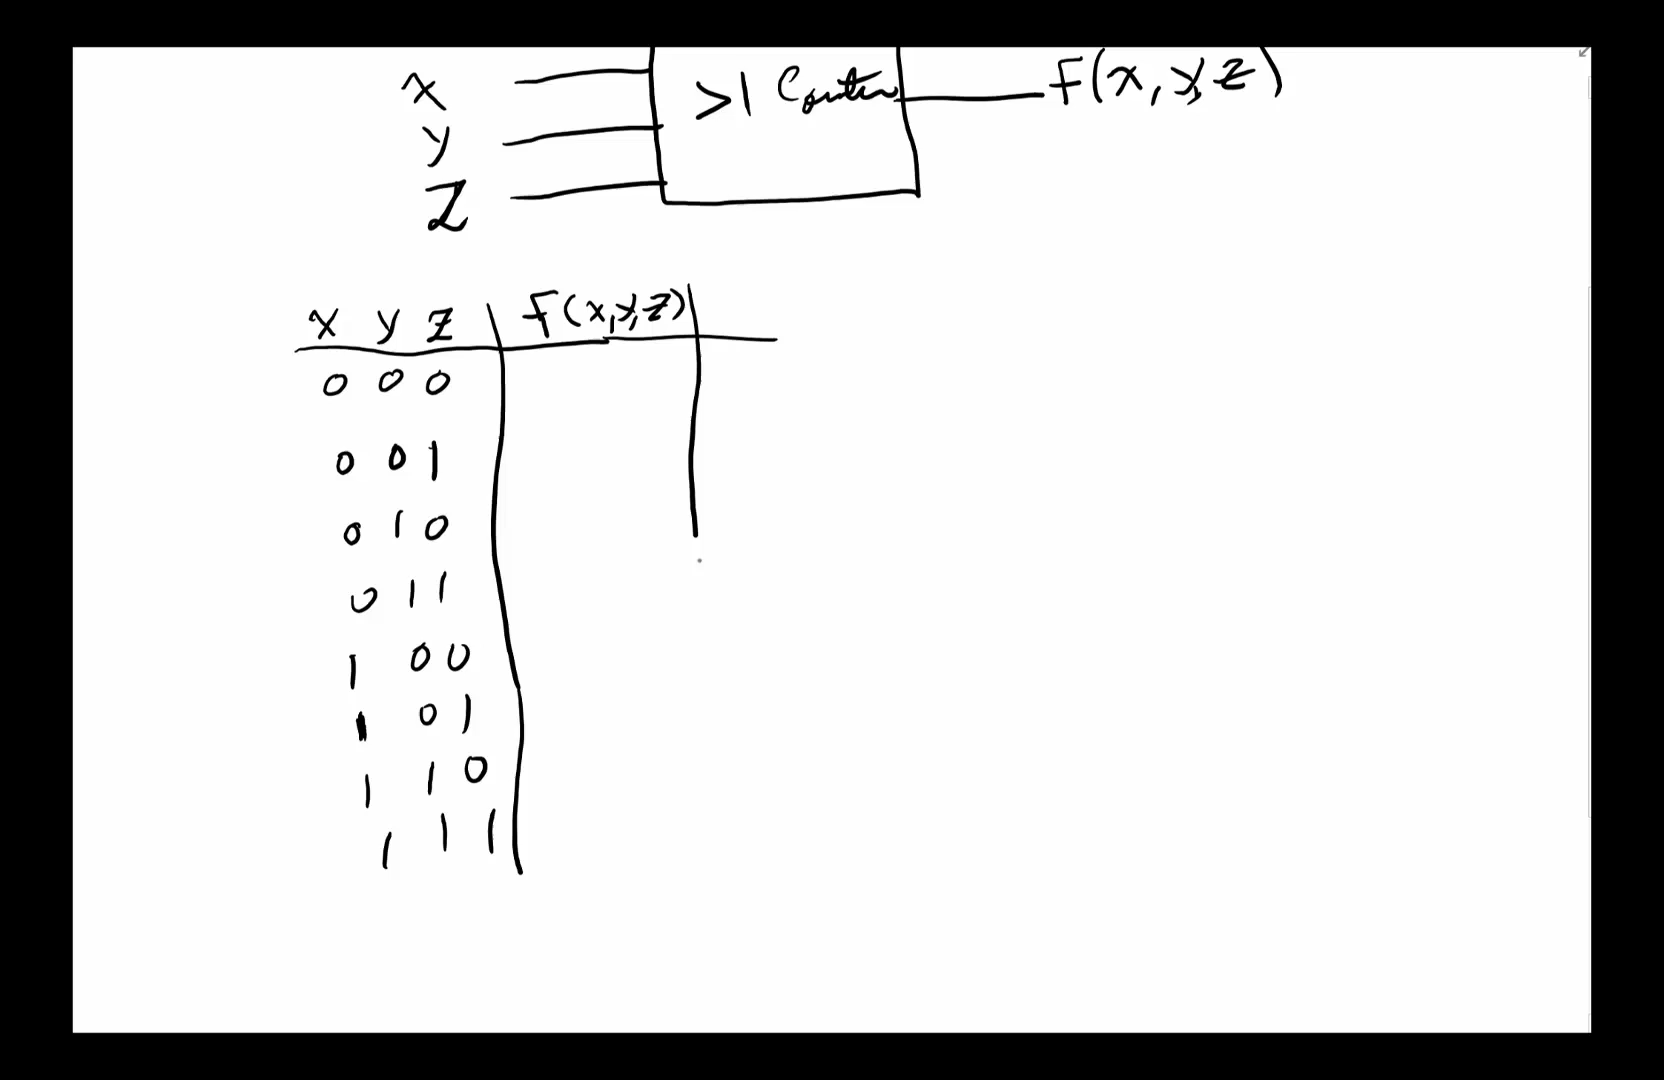 x >1 Counter F(x, y, z)
y
z
x y z F(x, y, z)
0 0 0
0 0 1
0 1 0
0 1 1
1 0 0
1 0 1
1 1 0
1 1 1